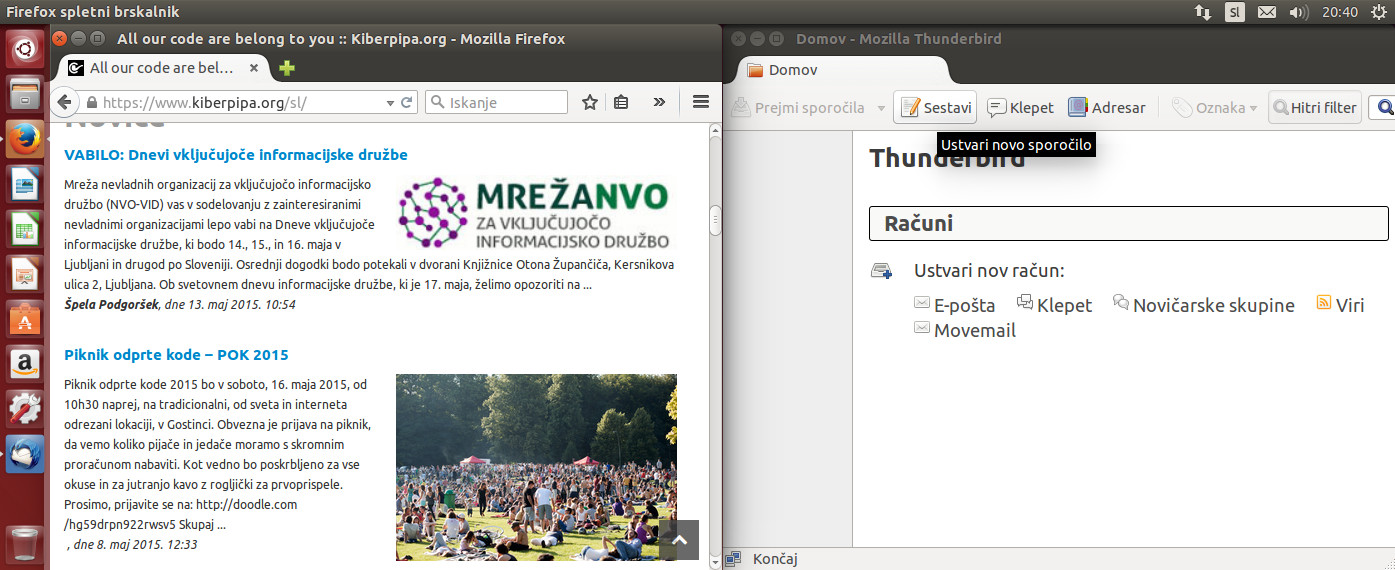 Firefox spletni brskalnik
Sl
20:40
All our code are belong to you :: Kiberpipa.org - Mozilla Firefox
All our code are bel...
https://www.kiberpipa.org/sl/
Iskanje
Novice
VABILO: Dnevi vključujoče informacijske družbe
Mreža nevladnih organizacij za vključujočo informacijsko
družbo (NVO-VID) vas v sodelovanju z zainteresiranimi
nevladnimi organizacijami lepo vabi na Dneve vključujoče
informacijske družbe, ki bodo 14., 15., in 16. maja v
Ljubljani in drugod po Sloveniji. Osrednji dogodki bodo potekali v dvorani Knjižnice Otona Župančiča, Kersnikova
ulica 2, Ljubljana. Ob svetovnem dnevu informacijske družbe, ki je 17. maja, želimo opozoriti na ...
Špela Podgoršek, dne 13. maj 2015. 10:54
MREŽANVO
ZA VKLJUČUJOČO
INFORMACIJSKO DRUŽBO
Piknik odprte kode – POK 2015
Piknik odprte kode 2015 bo v soboto, 16. maja 2015, od
10h30 naprej, na tradicionalni, od sveta in interneta
odrezani lokaciji, v Gostinci. Obvezna je prijava na piknik,
da vemo koliko pijače in jedače moramo s skromnim
proračunom nabaviti. Kot vedno bo poskrbljeno za vse
okuse in za jutranjo kavo z rogljički za prvoprispele.
Prosimo, prijavite se na: http://doodle.com
/hg59drpn922rwsv5 Skupaj ...
, dne 8. maj 2015. 12:33
Domov - Mozilla Thunderbird
Domov
Prejmi sporočila
Sestavi
Klepet
Adresar
Oznaka
Hitri filter
Ustvari novo sporočilo
Thunderbird
Računi
Ustvari nov račun:
E-pošta
Klepet
Novičarske skupine
Viri
Movemail
Končaj